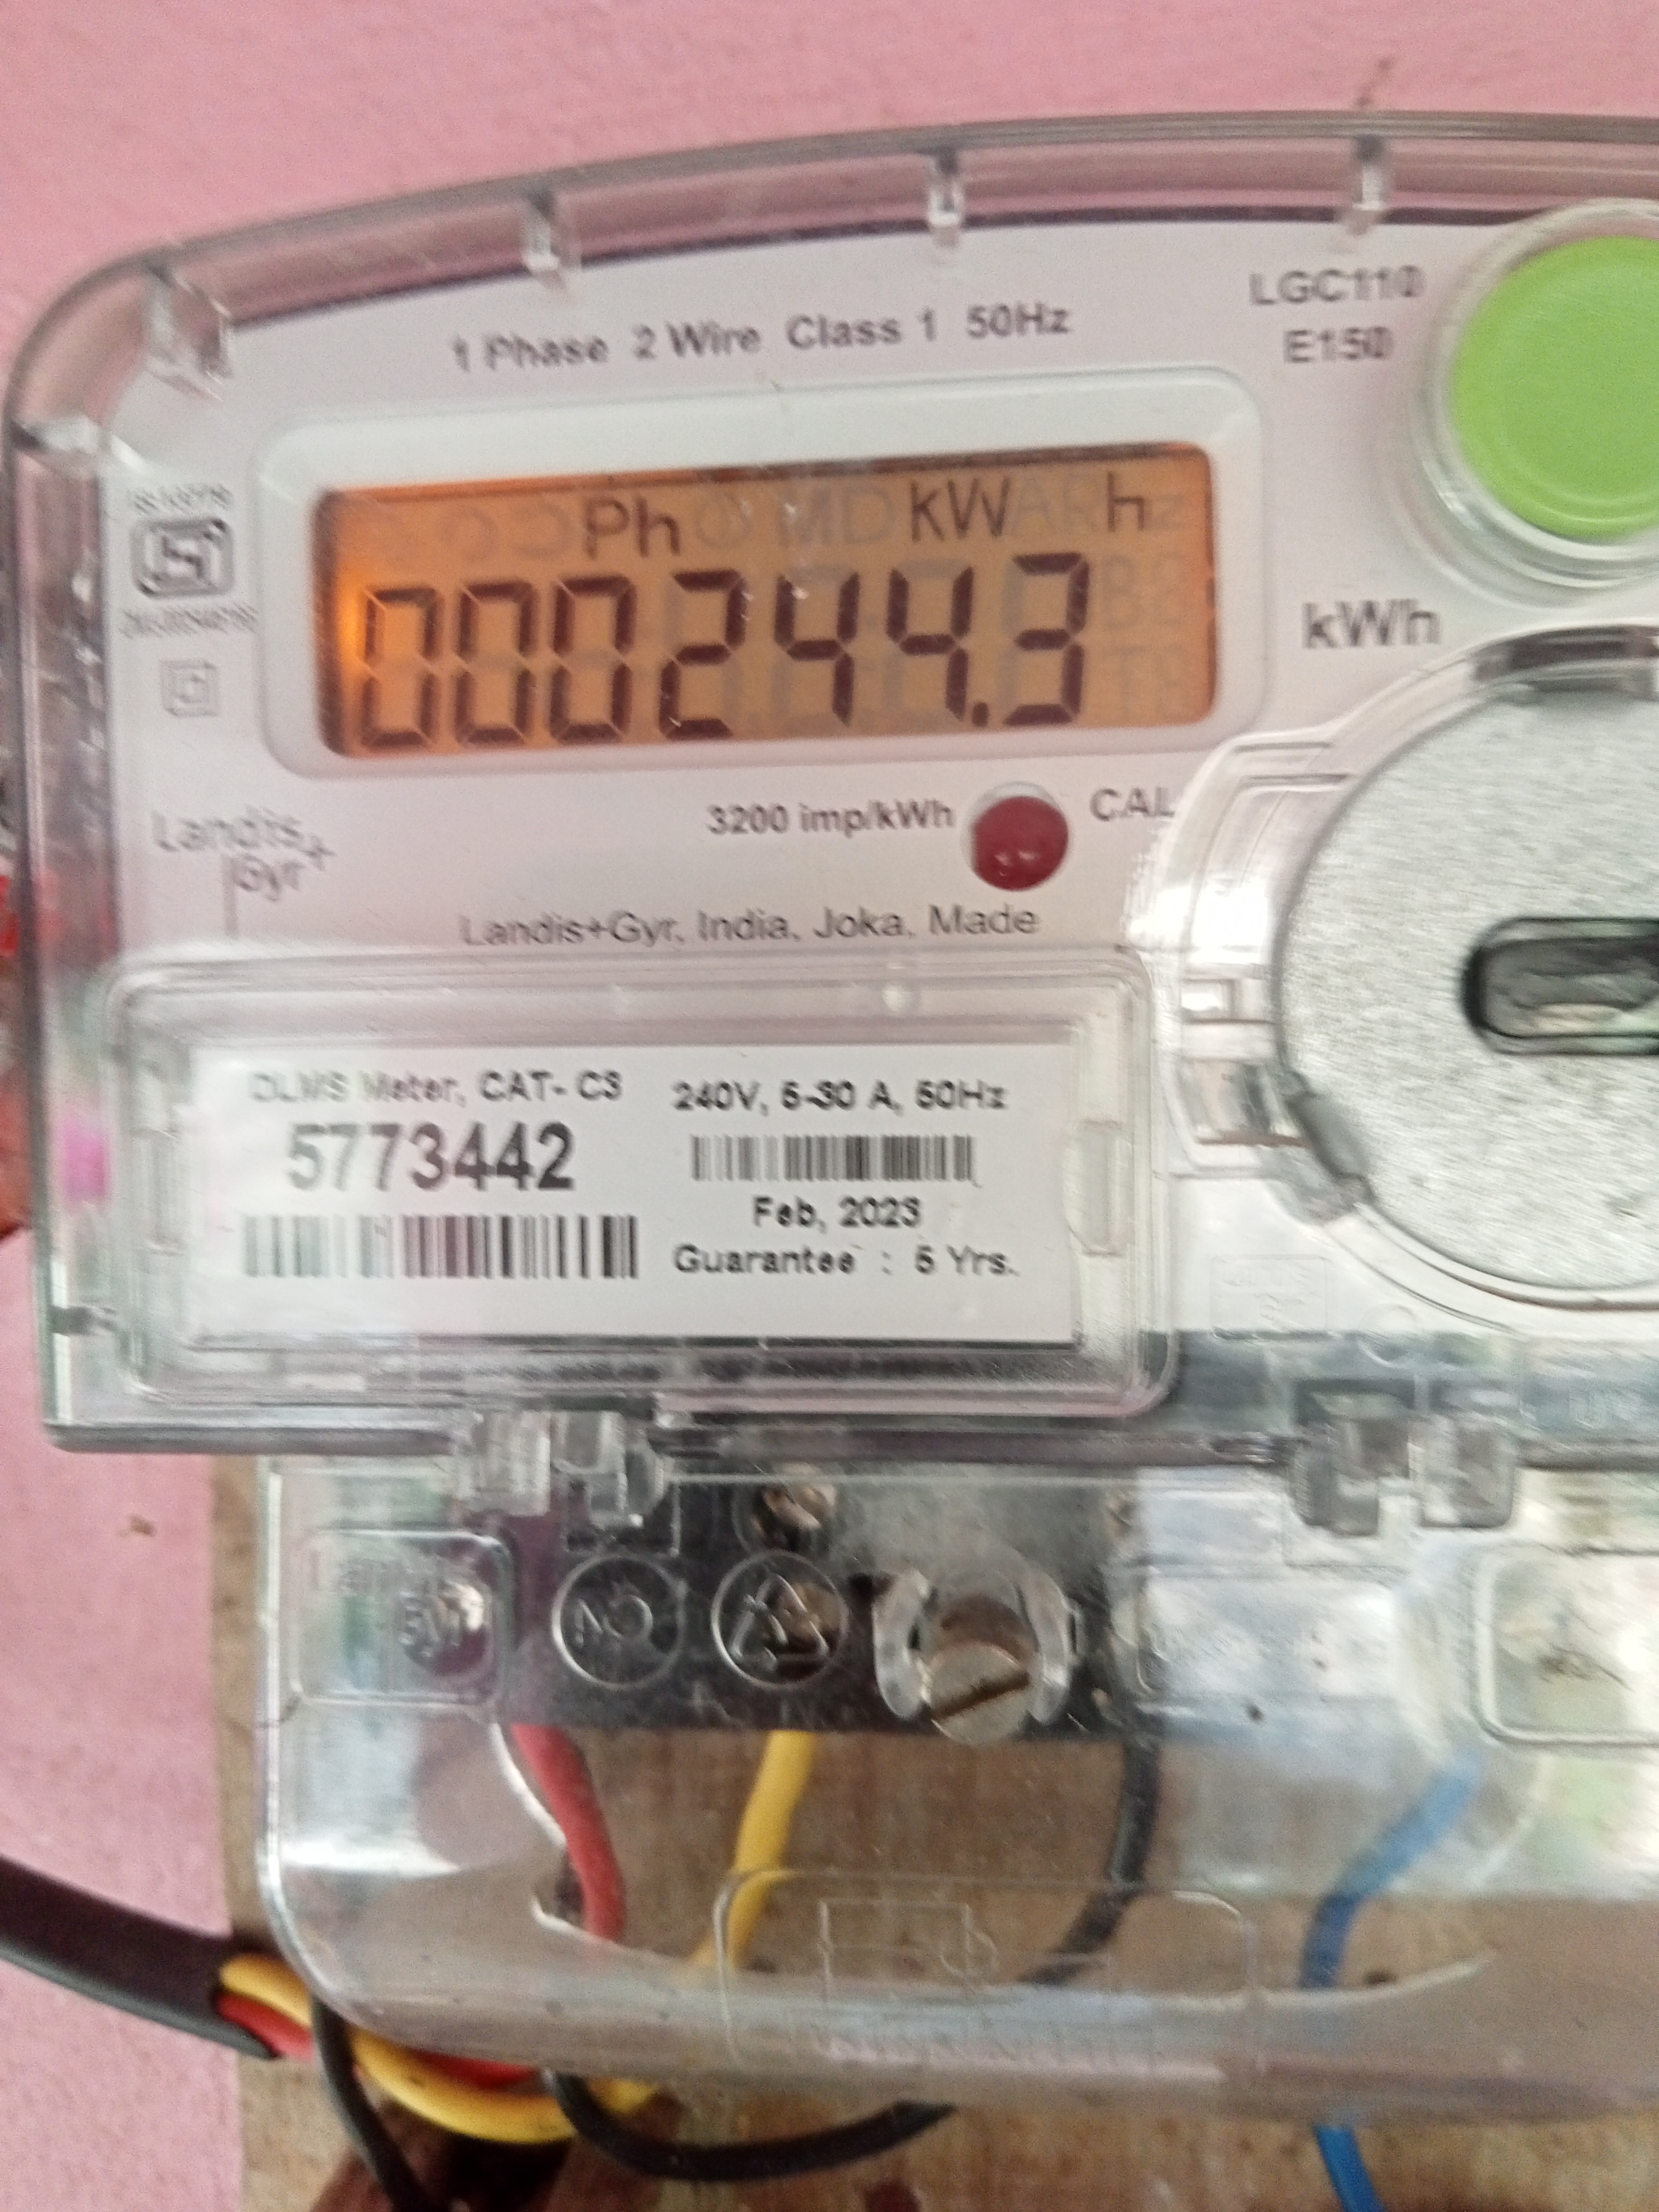 1 Phase 2 Wire Class 1 50Hz
LGC110
E150
Ph kW h
000244.3
kWh
3200 imp/kWh
CAL
Landis+
Gyr
Landis+Gyr, India, Joka, Made
DLMS Meter, CAT- C3
5773442
240V, 5-30 A, 50Hz
Feb, 2023
Guarantee : 5 Yrs.